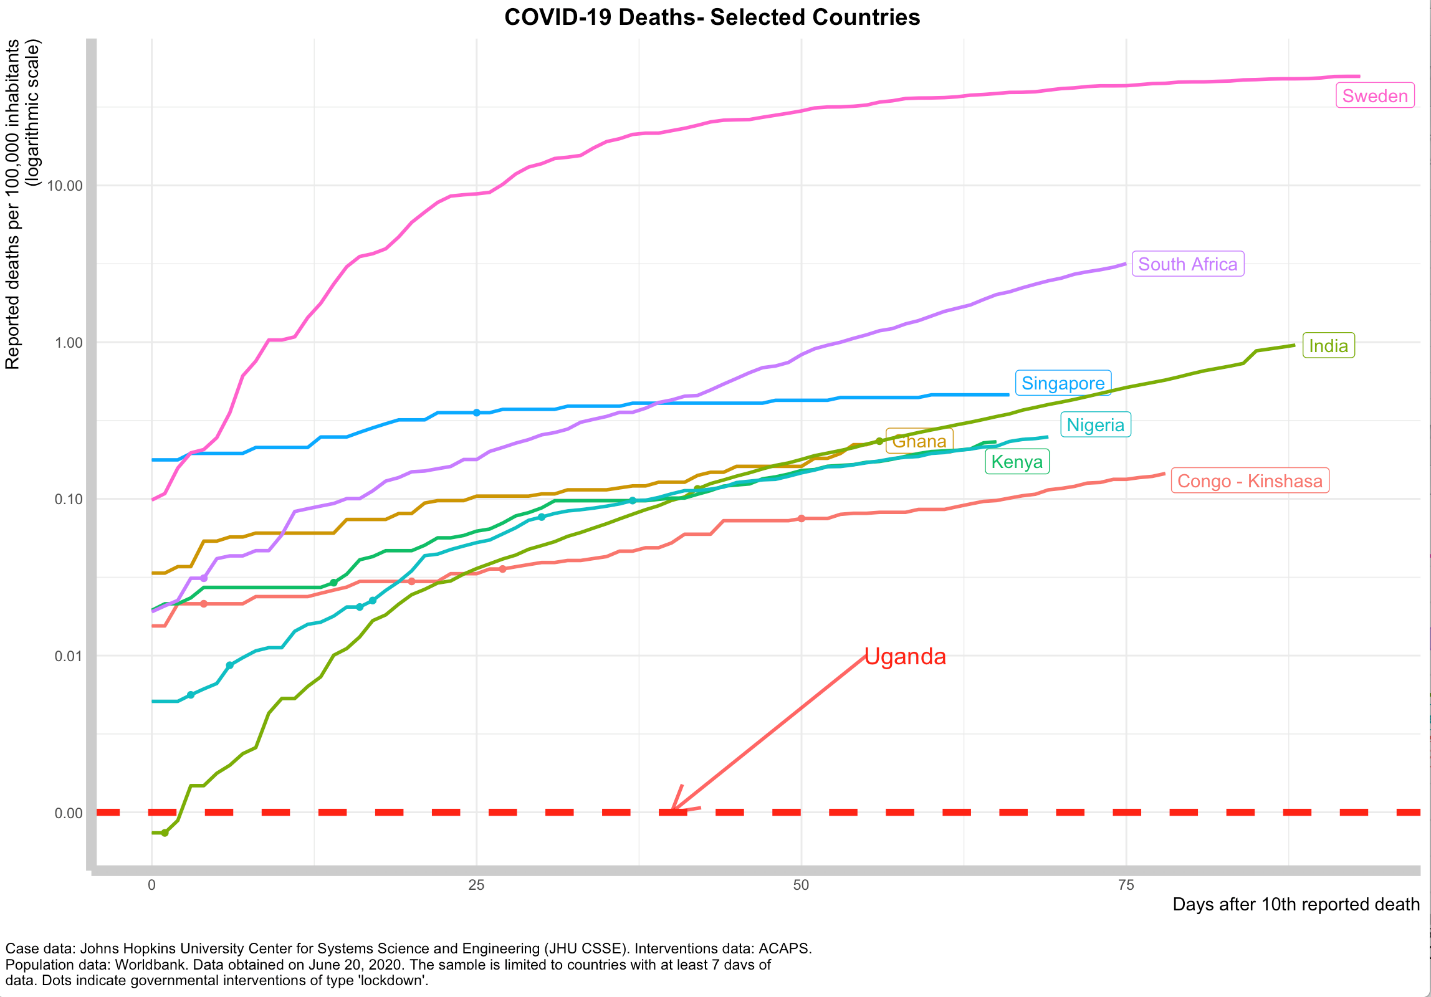 COVID-19 Deaths- Selected Countries
Reported deaths per 100,000 inhabitants
(logarithmic scale)
Sweden
10.00
South Africa
1.00
India
Singapore
Nigeria
Ghana
Kenya
Congo - Kinshasa
0.10
0.01
Uganda
0.00
0 25 50 75
Days after 10th reported death
Case data: Johns Hopkins University Center for Systems Science and Engineering (JHU CSSE). Interventions data: ACAPS.
Population data: Worldbank. Data obtained on June 20, 2020. The sample is limited to countries with at least 7 days of
data. Dots indicate governmental interventions of type 'lockdown'.